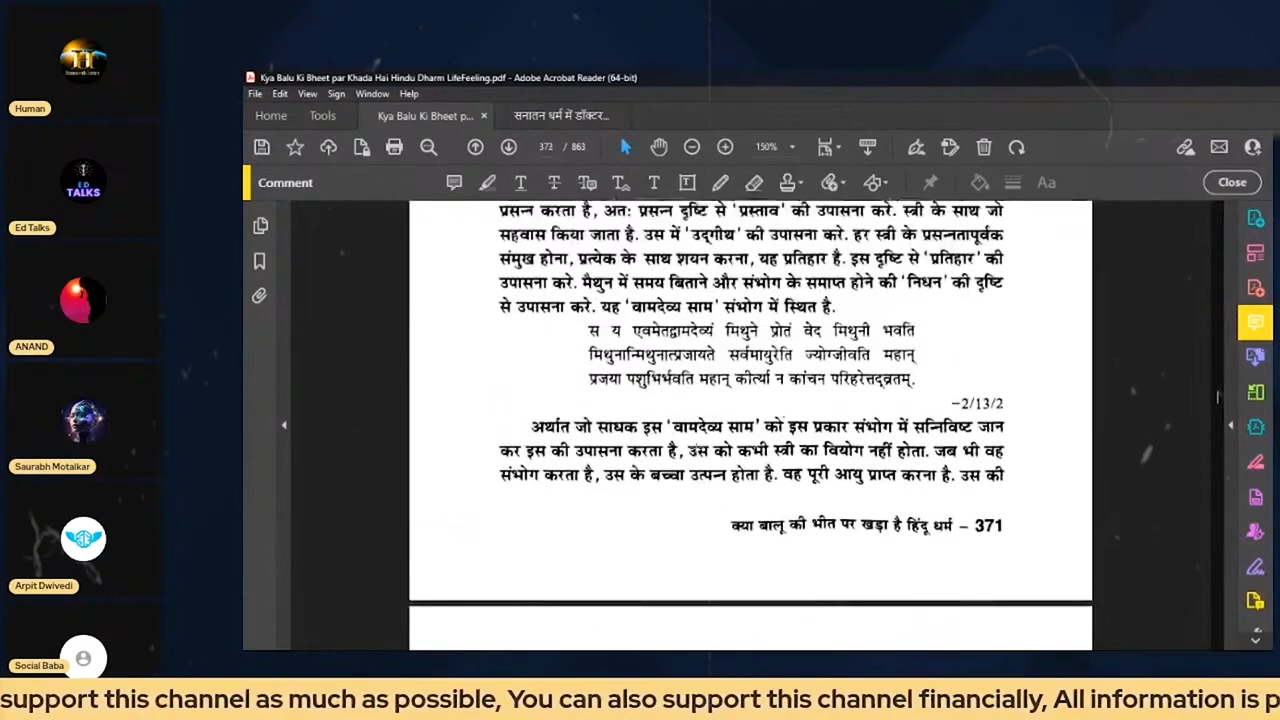 Human
ED
TALKS
Ed Talks
ANAND
Saurabh Motalkar
Arpit Dwivedi
Social Baba
Kya Balu Ki Bheet par Khada Hai Hindu Dharm LifeFeeling.pdf - Adobe Acrobat Reader (64-bit)
File Edit View Sign Window Help
Home Tools Kya Balu Ki Bheet p... × सनातन धर्म में डॉक्टर...
372 / 863 150%
Comment Aa Close
प्रसन्न करता है, अतः प्रसन्न दृष्टि से 'प्रस्ताव' की उपासना करे. स्त्री के साथ जो
सहवास किया जाता है. उस में 'उद्गीथ' की उपासना करे. हर स्त्री के प्रसन्नतापूर्वक
संमुख होना, प्रत्येक के साथ शयन करना, यह प्रतिहार है. इस दृष्टि से 'प्रतिहार' की
उपासना करे. मैथुन में समय बिताने और संभोग के समाप्त होने की 'निधन' की दृष्टि
से उपासना करे. यह 'वामदेव्य साम' संभोग में स्थित है.
स य एवमेतद्वामदेव्यं मिथुने प्रोतं वेद मिथुनी भवति
मिथुनान्मिथुनात्प्रजायते सर्वमायुरेति ज्योग्जीवति महान्
प्रजया पशुभिर्भवति महान् कीर्त्या न कांचन परिहरेत्तद्व्रतम्.
–2/13/2
अर्थात जो साधक इस 'वामदेव्य साम' को इस प्रकार संभोग में सन्निविष्ट जान
कर इस की उपासना करता है, उस को कभी स्त्री का वियोग नहीं होता. जब भी वह
संभोग करता है, उस के बच्चा उत्पन्न होता है. वह पूरी आयु प्राप्त करना है. उस की
क्या बालू की भीत पर खड़ा है हिंदू धर्म – 371
support this channel as much as possible, You can also support this channel financially, All information is p